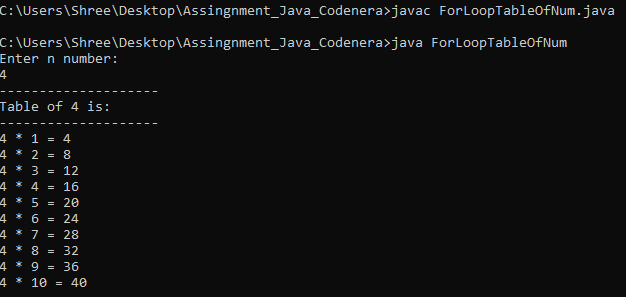 C:\Users\Shree\Desktop\Assingnment_Java_Codenera>javac ForLoopTableOfNum.java
C:\Users\Shree\Desktop\Assingnment_Java_Codenera>java ForLoopTableOfNum
Enter n number:
4
--------------------
Table of 4 is:
--------------------
4 * 1 = 4
4 * 2 = 8
4 * 3 = 12
4 * 4 = 16
4 * 5 = 20
4 * 6 = 24
4 * 7 = 28
4 * 8 = 32
4 * 9 = 36
4 * 10 = 40